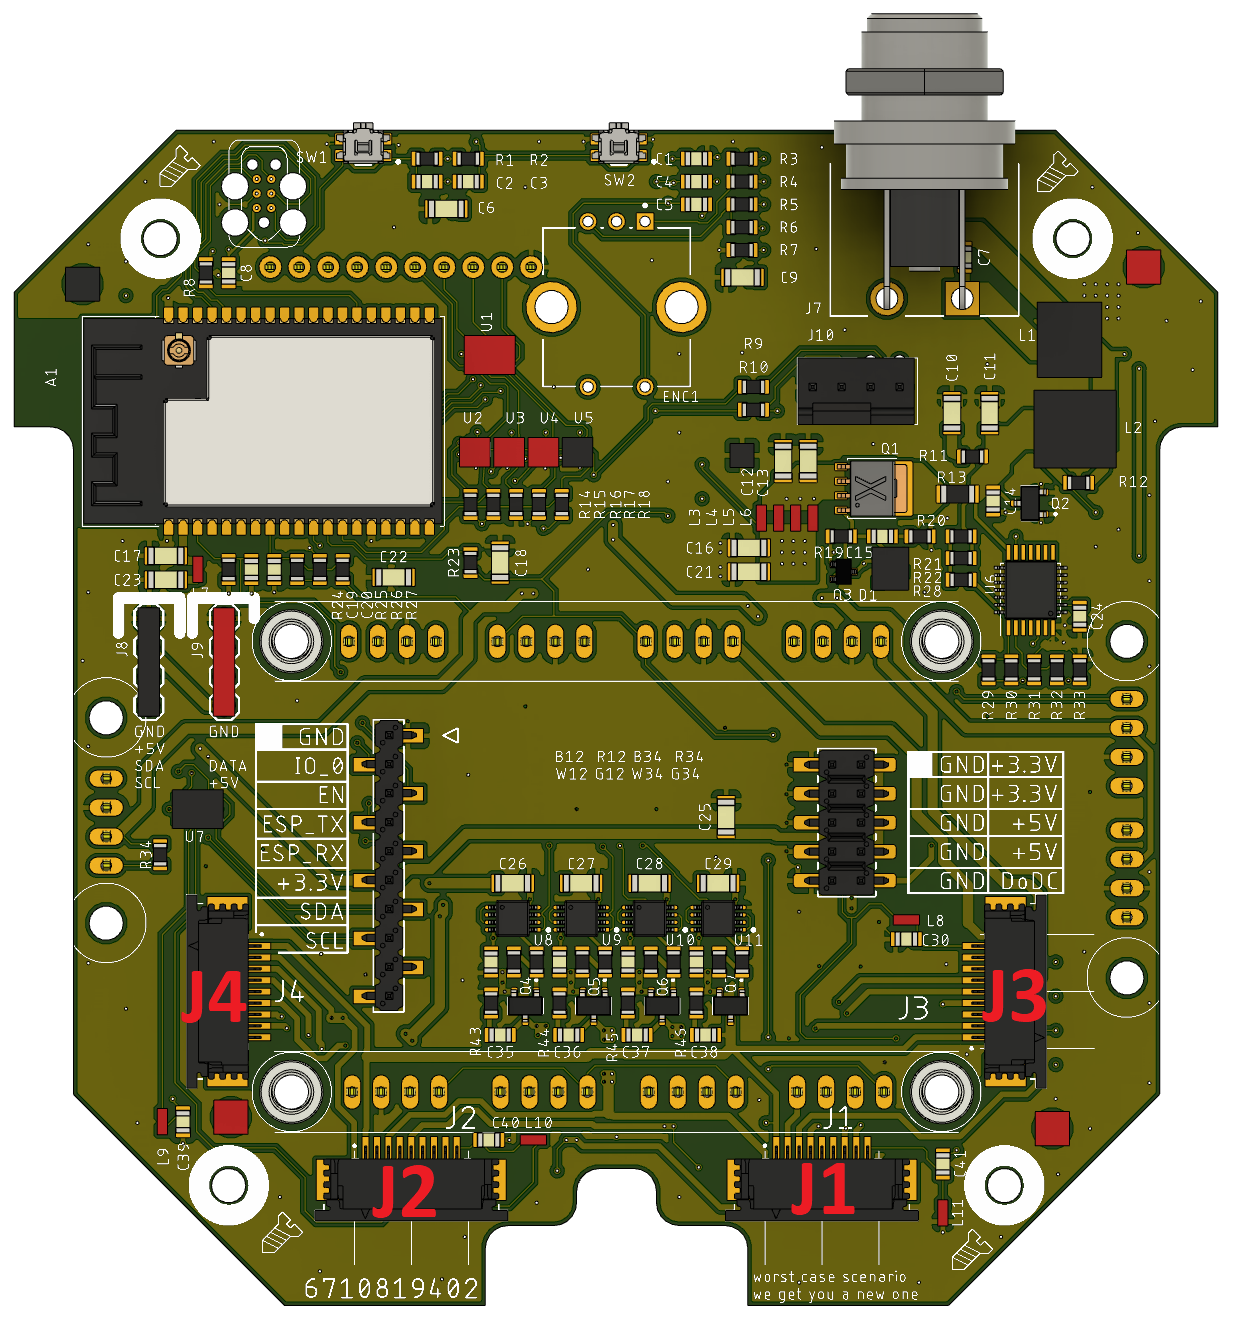 SW1
R1 R2
C2 C3
C6
SW2
C1
C4
C5
R3
R4
R5
R6
R7
C9
C7
J7
R8
C8
A1
U1
ENC1
J10
R9
R10
L1
C10
C11
L2
U2 U3 U4 U5
R14
R15
R16
R17
R18
L3
L4
L5
L6
C12
C13
Q1
R11
R13
C14
Q2
R12
C16
C21
R19
C15
R20
R21
R22
R28
Q3 D1
U6
C24
C17
C23
C22
R23
C18
R24
C19
C20
R25
R26
R27
J8
J9
R29
R30
R31
R32
R33
GND
+5V
SDA
SCL
GND
DATA
+5V
U7
R34
GND
IO_0
EN
ESP_TX
ESP_RX
+3.3V
SDA
SCL
B12 R12 B34 R34
W12 G12 W34 G34
C25
GND +3.3V
GND +3.3V
GND +5V
GND +5V
GND DoDC
C26 C27 C28 C29
U8 U9 U10 U11
Q4 Q5 Q6 Q7
R43 R44 R45 R46
C35 C36 C37 C38
L8
C30
J4
J4
J3
J3
L9
C39
J2
C40 L10
J1
J2
J1
C41
L11
6710819402
worst case scenario
we get you a new one